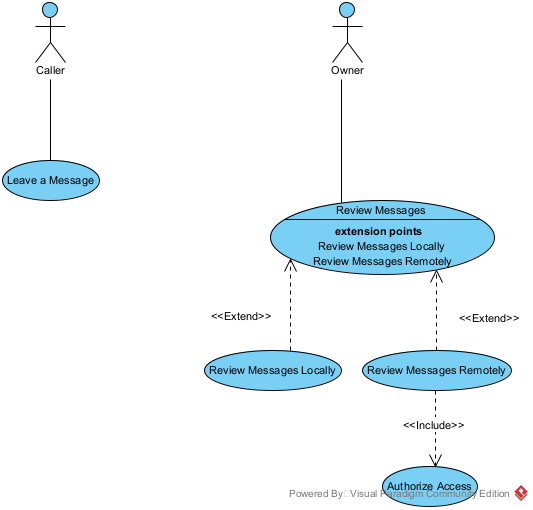 Caller
Owner
Leave a Message
Review Messages
extension points
Review Messages Locally
Review Messages Remotely
<<Extend>>
<<Extend>>
Review Messages Locally
Review Messages Remotely
<<Include>>
Authorize Access
Powered By Visual Paradigm Community Edition